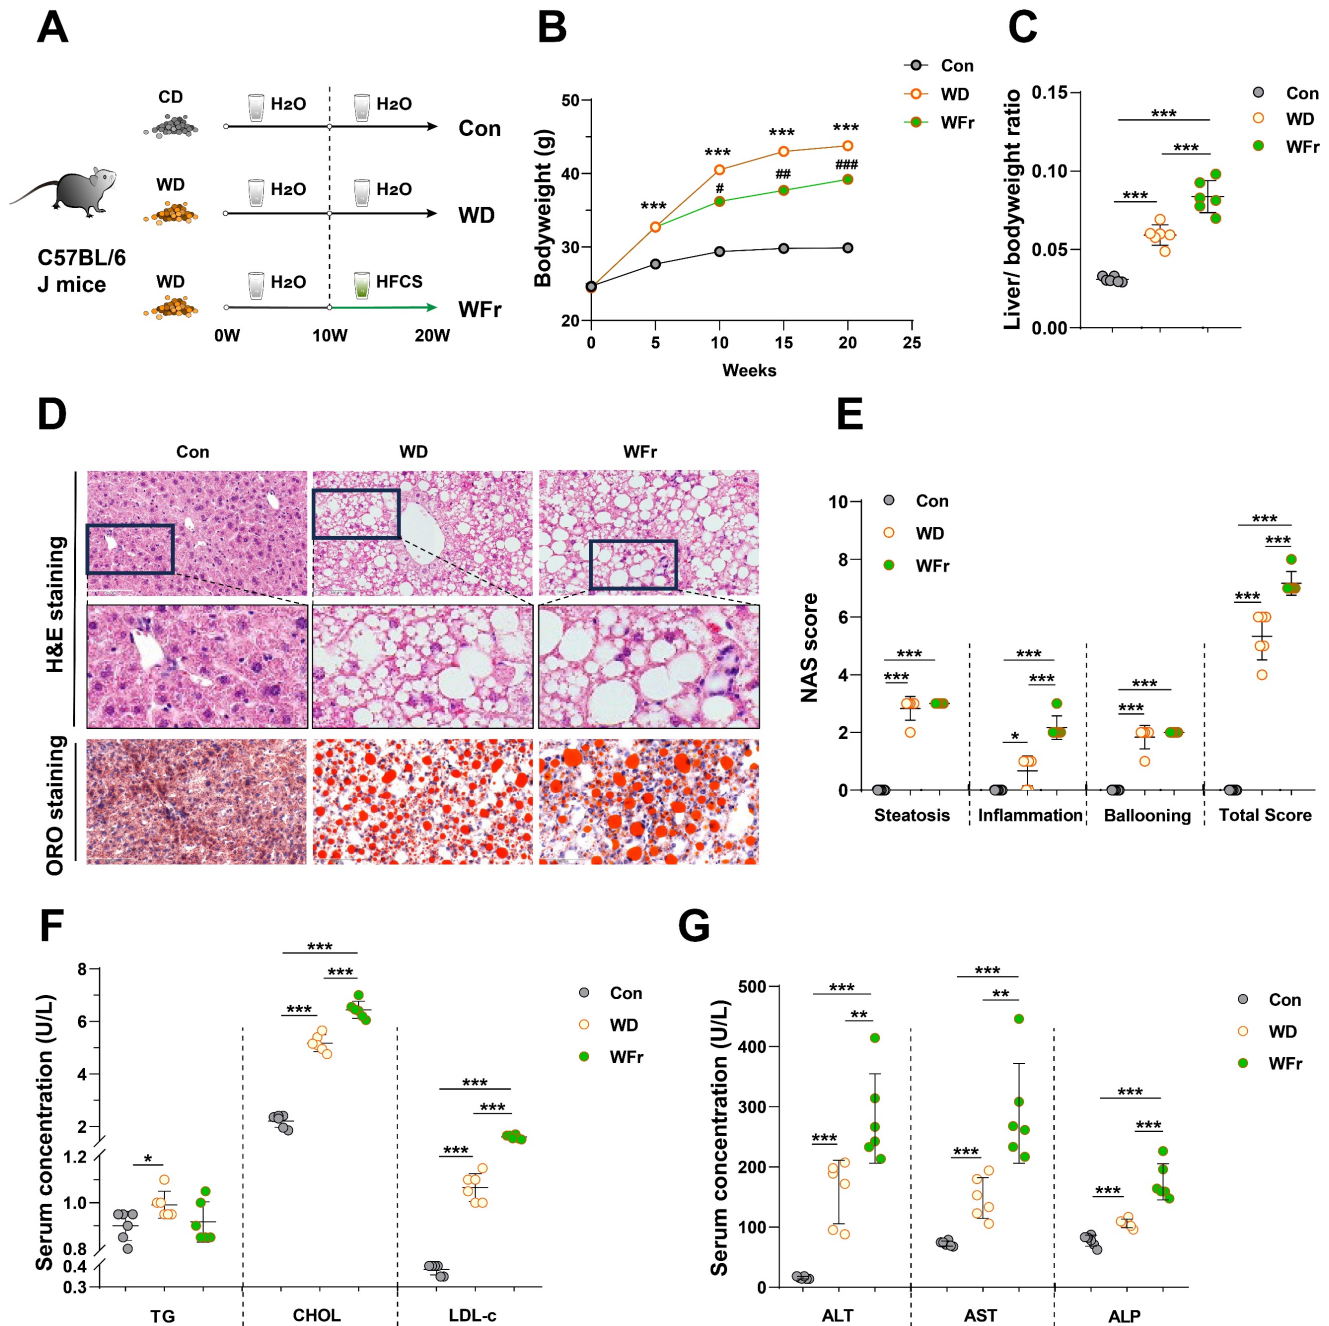 A
CD
H2O
H2O
Con
WD
H2O
H2O
WD
C57BL/6
J mice
WD
H2O
HFCS
WFr
0W
10W
20W
B
Con
WD
WFr
Bodyweight (g)
50
40
30
20
***
***
***
***
#
##
###
0
5
10
15
20
25
Weeks
C
Liver/ bodyweight ratio
0.15
0.10
0.05
0.00
***
***
***
Con
WD
WFr
D
Con
WD
WFr
H&E staining
ORO staining
E
NAS score
10
8
6
4
2
0
Con
WD
WFr
***
***
***
***
*
***
***
***
***
***
Steatosis
Inflammation
Ballooning
Total Score
F
Serum concentration (U/L)
8
6
4
2
1.2
1.0
0.8
0.4
0.3
*
***
***
***
***
***
***
Con
WD
WFr
TG
CHOL
LDL-c
G
Serum concentration (U/L)
500
400
300
200
100
0
***
**
***
***
**
***
***
***
***
Con
WD
WFr
ALT
AST
ALP